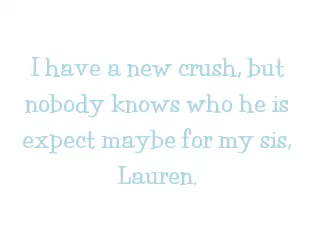 I have a new crush, but
nobody knows who he is
expect maybe for my sis,
Lauren.